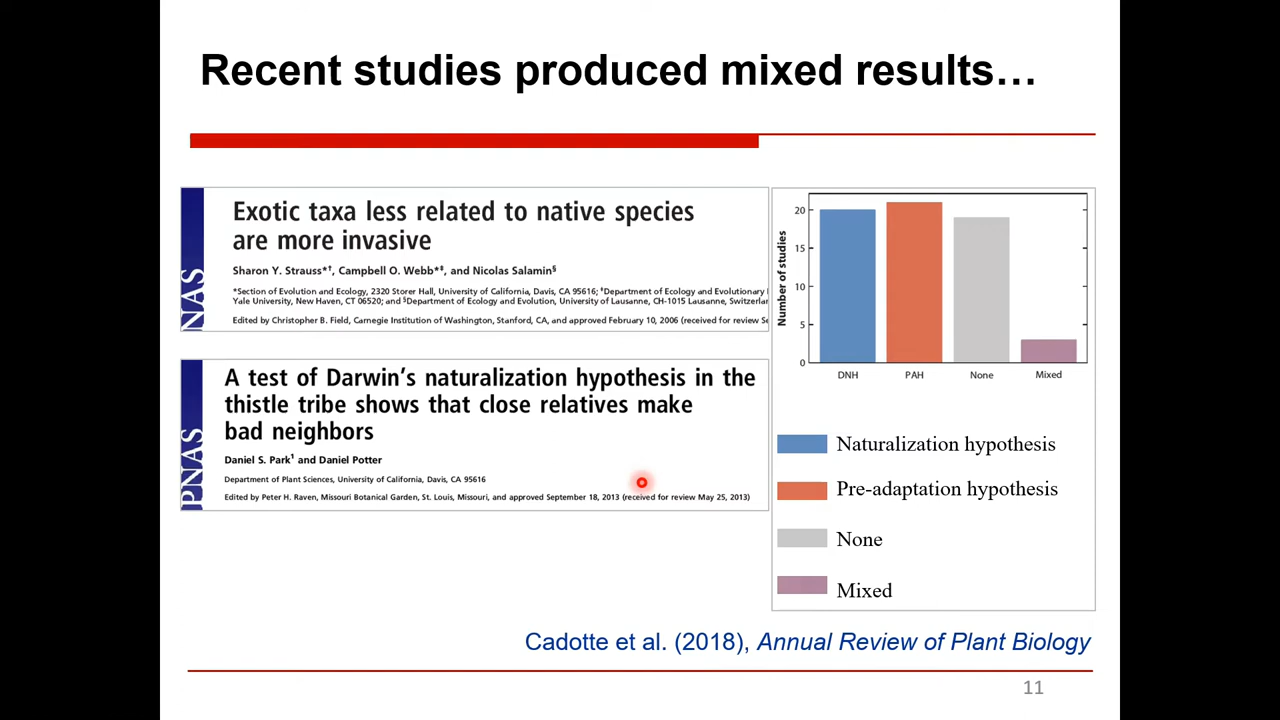 Recent studies produced mixed results…
NAS
Exotic taxa less related to native species
are more invasive
Sharon Y. Strauss*†, Campbell O. Webb*‡, and Nicolas Salamin§
*Section of Evolution and Ecology, 2320 Storer Hall, University of California, Davis, CA 95616; ‡Department of Ecology and Evolutionary
Yale University, New Haven, CT 06520; and §Department of Ecology and Evolution, University of Lausanne, CH-1015 Lausanne, Switzerlan
Edited by Christopher B. Field, Carnegie Institution of Washington, Stanford, CA, and approved February 10, 2006 (received for review Se
PNAS
A test of Darwin’s naturalization hypothesis in the
thistle tribe shows that close relatives make
bad neighbors
Daniel S. Park1 and Daniel Potter
Department of Plant Sciences, University of California, Davis, CA 95616
Edited by Peter H. Raven, Missouri Botanical Garden, St. Louis, Missouri, and approved September 18, 2013 (received for review May 25, 2013)
Number of studies
20
15
10
5
0
DNH PAH None Mixed
Naturalization hypothesis
Pre-adaptation hypothesis
None
Mixed
Cadotte et al. (2018), Annual Review of Plant Biology
11